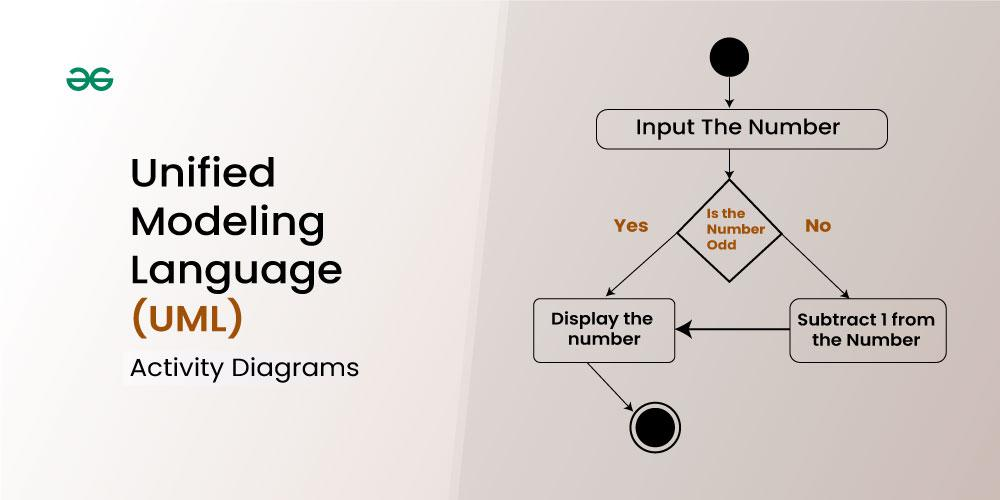 Unified
Modeling
Language
(UML)
Activity Diagrams
Input The Number
Yes
Is the
Number
Odd
No
Display the
number
Subtract 1 from
the Number